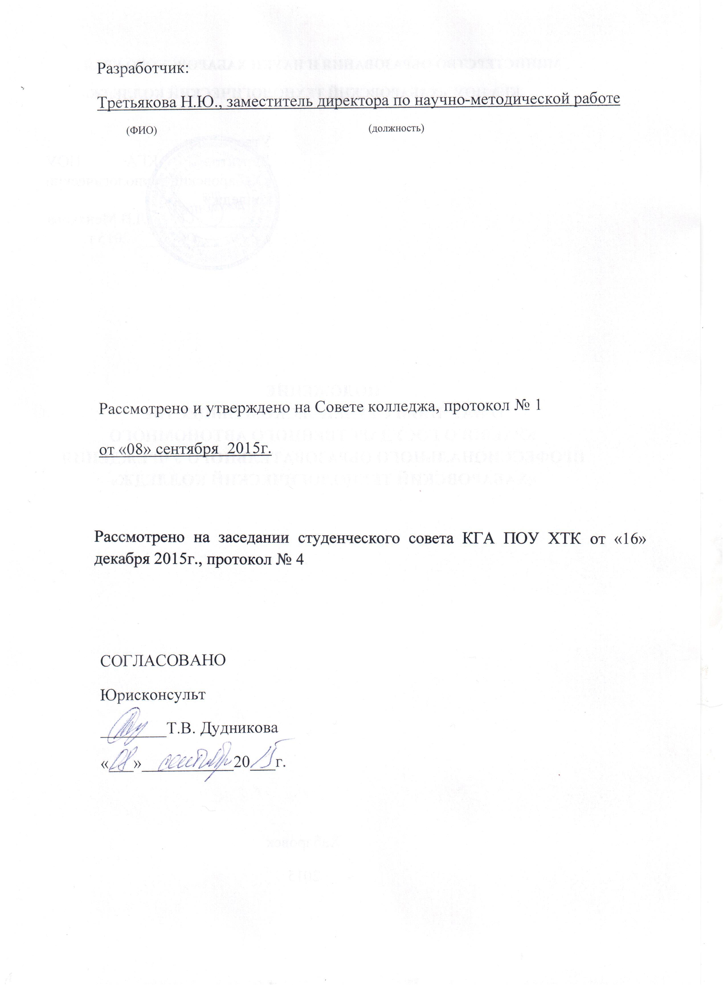 Разработчик:
Третьякова Н.Ю., заместитель директора по научно-методической работе
(ФИО) (должность)
Рассмотрено и утверждено на Совете колледжа, протокол № 1
от «08» сентября 2015г.
Рассмотрено на заседании студенческого совета КГА ПОУ ХТК от «16»
декабря 2015г., протокол № 4
СОГЛАСОВАНО
Юрисконсульт
________Т.В. Дудникова
«08» сентября 2015г.